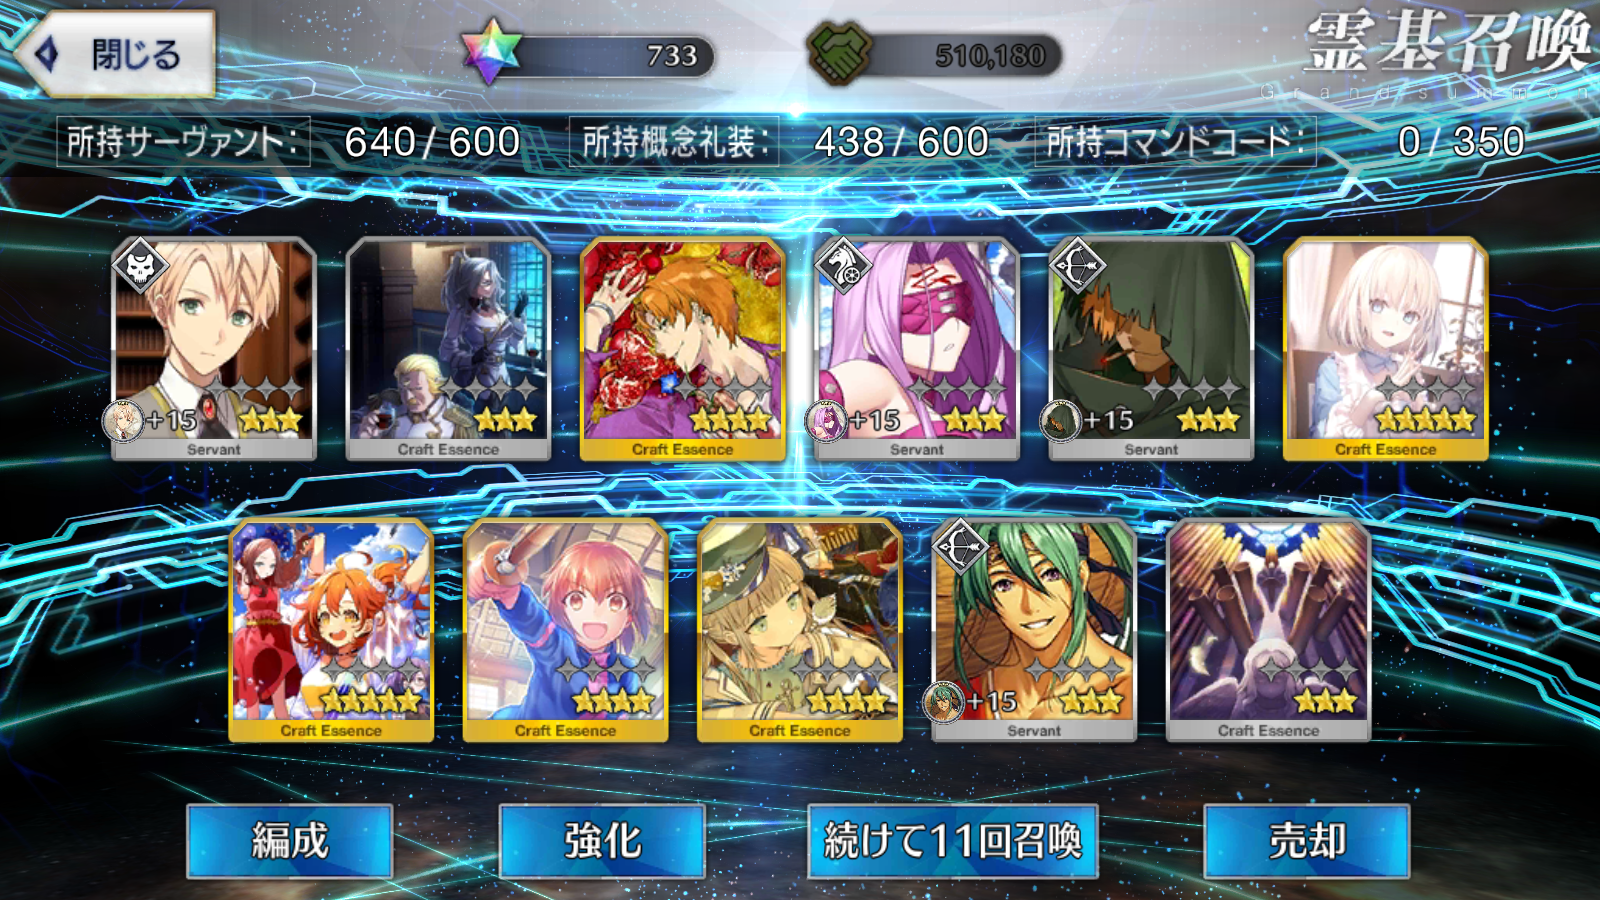 閉じる
733
510,180
霊基召喚
Grand summon
所持サーヴァント: 640 / 600
所持概念礼装: 438 / 600
所持コマンドコード: 0 / 350
+15
Servant
Craft Essence
Craft Essence
+15
Servant
+15
Servant
Craft Essence
Craft Essence
Craft Essence
Craft Essence
+15
Servant
Craft Essence
編成
強化
続けて11回召喚
売却